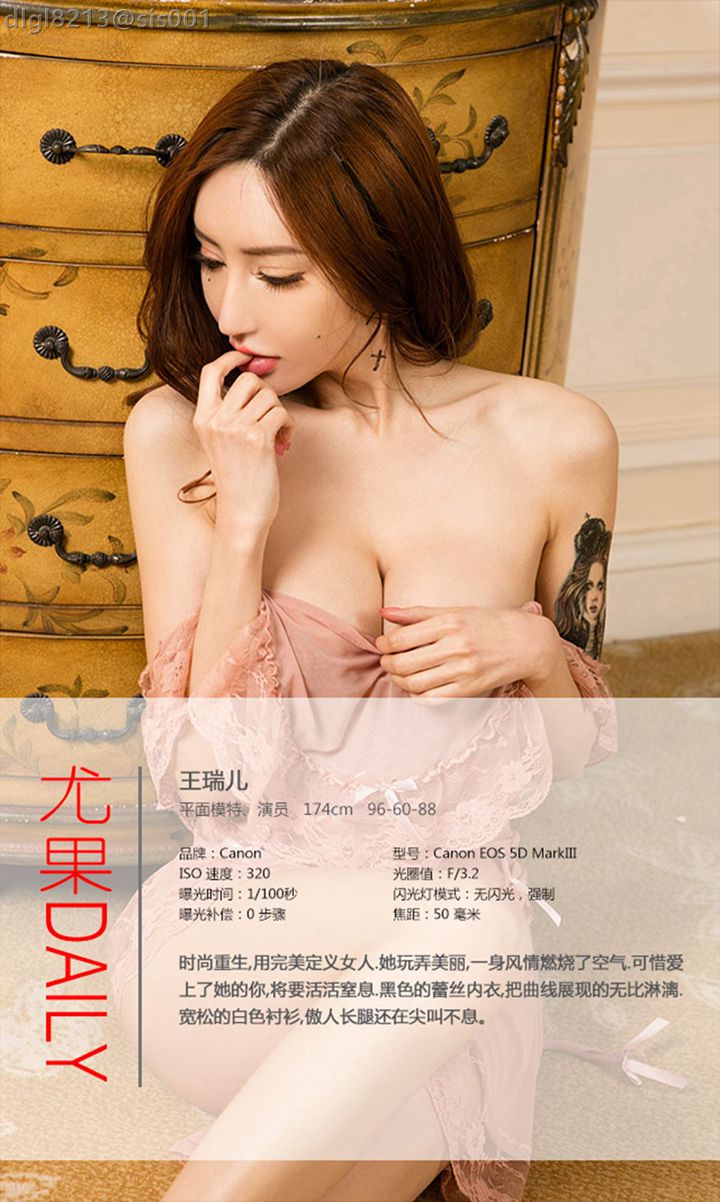 dlgl8213@sis001
尤果DAILY
王瑞儿
平面模特、演员 174cm 96-60-88
品牌：Canon 型号：Canon EOS 5D MarkIII
ISO 速度：320 光圈值：F/3.2
曝光时间：1/100秒 闪光灯模式：无闪光，强制
曝光补偿：0 步骤 焦距：50 毫米
时尚重生,用完美定义女人.她玩弄美丽,一身风情燃烧了空气.可惜爱
上了她的你,将要活活窒息.黑色的蕾丝内衣,把曲线展现的无比淋漓.
宽松的白色衬衫,傲人长腿还在尖叫不息。